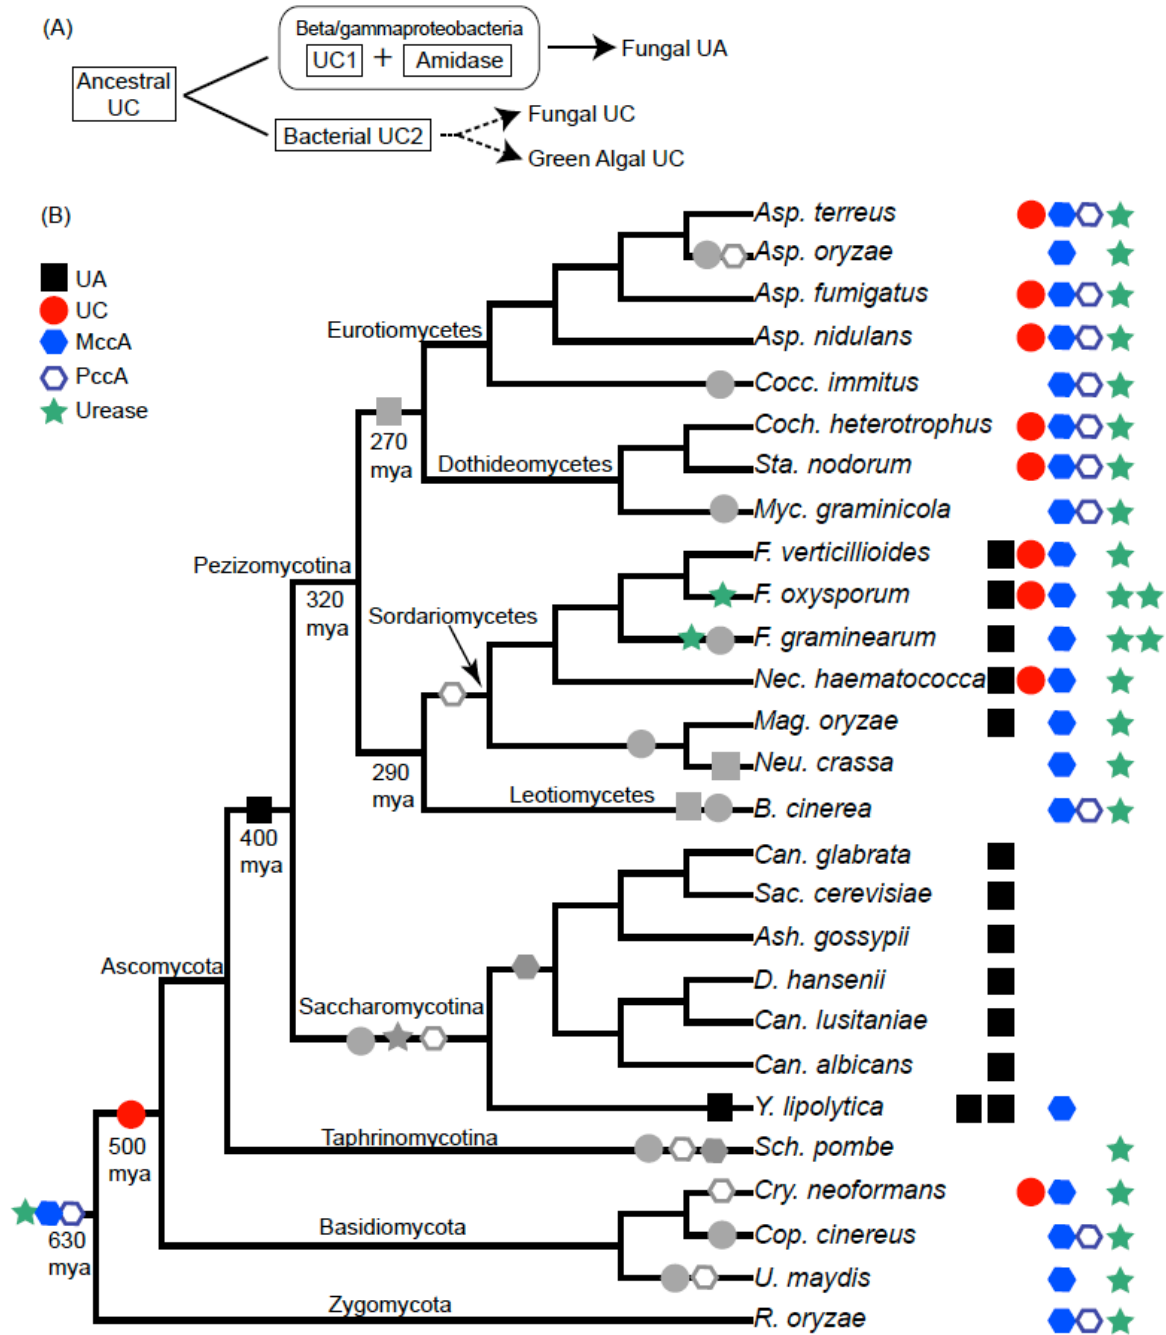 (A)
Beta/gammaproteobacteria
UC1 + Amidase
Fungal UA
Ancestral
UC
Fungal UC
Bacterial UC2
Green Algal UC
(B)
UA
UC
MccA
PccA
Urease
Asp. terreus
Asp. oryzae
Asp. fumigatus
Eurotiomycetes
Asp. nidulans
Cocc. immitus
270
mya
Coch. heterotrophus
Dothideomycetes
Sta. nodorum
Myc. graminicola
Pezizomycotina
F. verticillioides
320
mya
F. oxysporum
Sordariomycetes
F. graminearum
Nec. haematococca
Mag. oryzae
Neu. crassa
290
mya
Leotiomycetes
B. cinerea
400
mya
Can. glabrata
Sac. cerevisiae
Ash. gossypii
Ascomycota
D. hansenii
Saccharomycotina
Can. lusitaniae
Can. albicans
Y. lipolytica
500
mya
Taphrinomycotina
Sch. pombe
Cry. neoformans
630
mya
Basidiomycota
Cop. cinereus
U. maydis
Zygomycota
R. oryzae